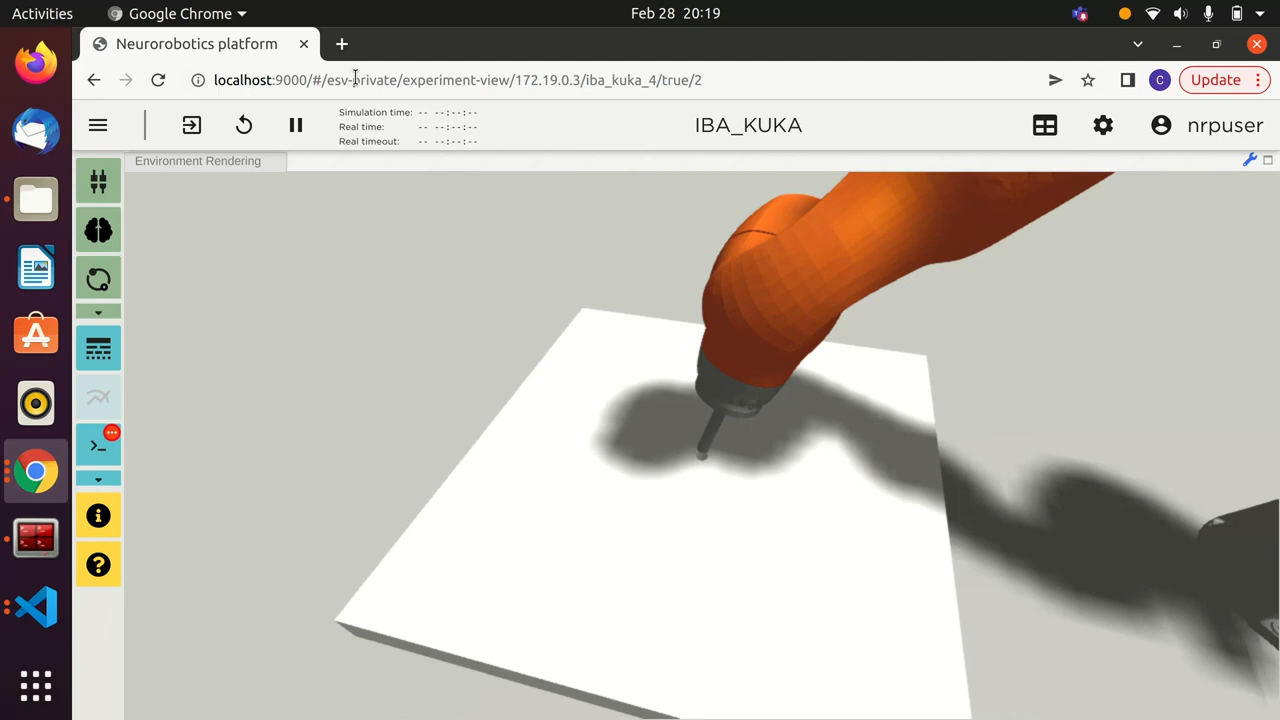 Activities
Google Chrome
Feb 28 20:19
Neurorobotics platform
localhost:9000/#/esv-private/experiment-view/172.19.0.3/iba_kuka_4/true/2
C
Update
Simulation time: -- --:--:--
Real time: -- --:--:--
Real timeout: -- --:--:--
IBA_KUKA
nrpuser
Environment Rendering